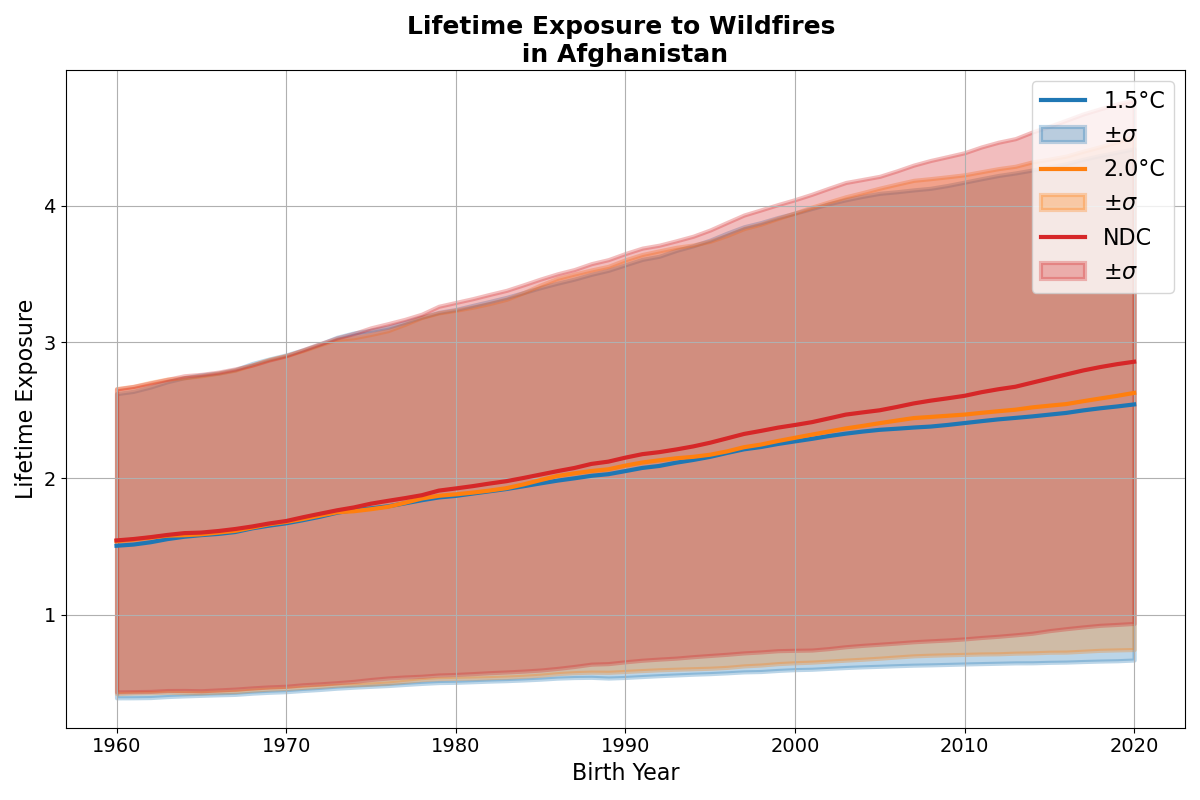 Lifetime Exposure to Wildfires
in Afghanistan
Lifetime Exposure
4
3
2
1
1.5°C
±σ
2.0°C
±σ
NDC
±σ
1960 1970 1980 1990 2000 2010 2020
Birth Year